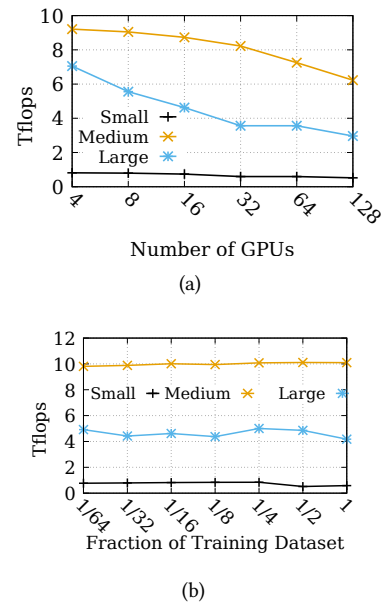 10
8
6
4
2
0
Tflops
Small
Medium
Large
4 8 16 32 64 128
Number of GPUs
(a)
12
10
8
6
4
2
0
Tflops
Small Medium Large
1/64 1/32 1/16 1/8 1/4 1/2 1
Fraction of Training Dataset
(b)